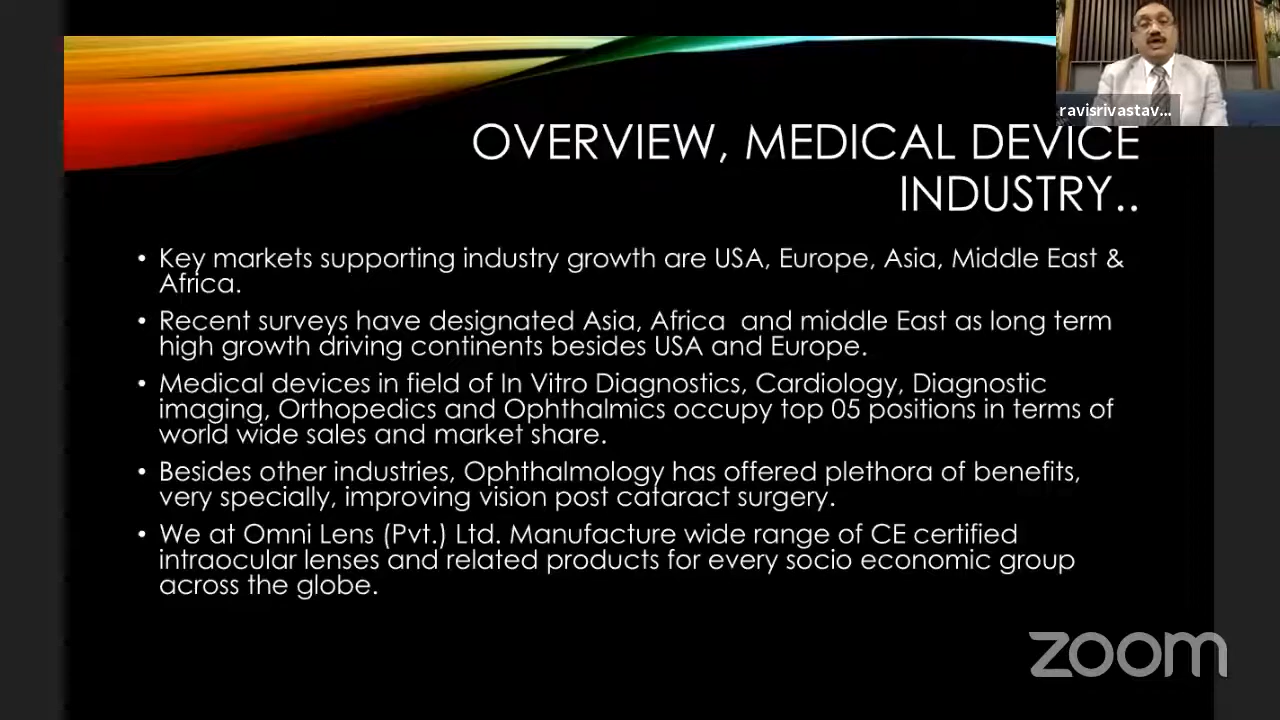 ravisrivastav...
OVERVIEW, MEDICAL DEVICE
INDUSTRY..
• Key markets supporting industry growth are USA, Europe, Asia, Middle East &
Africa.
• Recent surveys have designated Asia, Africa and middle East as long term
high growth driving continents besides USA and Europe.
• Medical devices in field of In Vitro Diagnostics, Cardiology, Diagnostic
imaging, Orthopedics and Ophthalmics occupy top 05 positions in terms of
world wide sales and market share.
• Besides other industries, Ophthalmology has offered plethora of benefits,
very specially, improving vision post cataract surgery.
• We at Omni Lens (Pvt.) Ltd. Manufacture wide range of CE certified
intraocular lenses and related products for every socio economic group
across the globe.
zoom